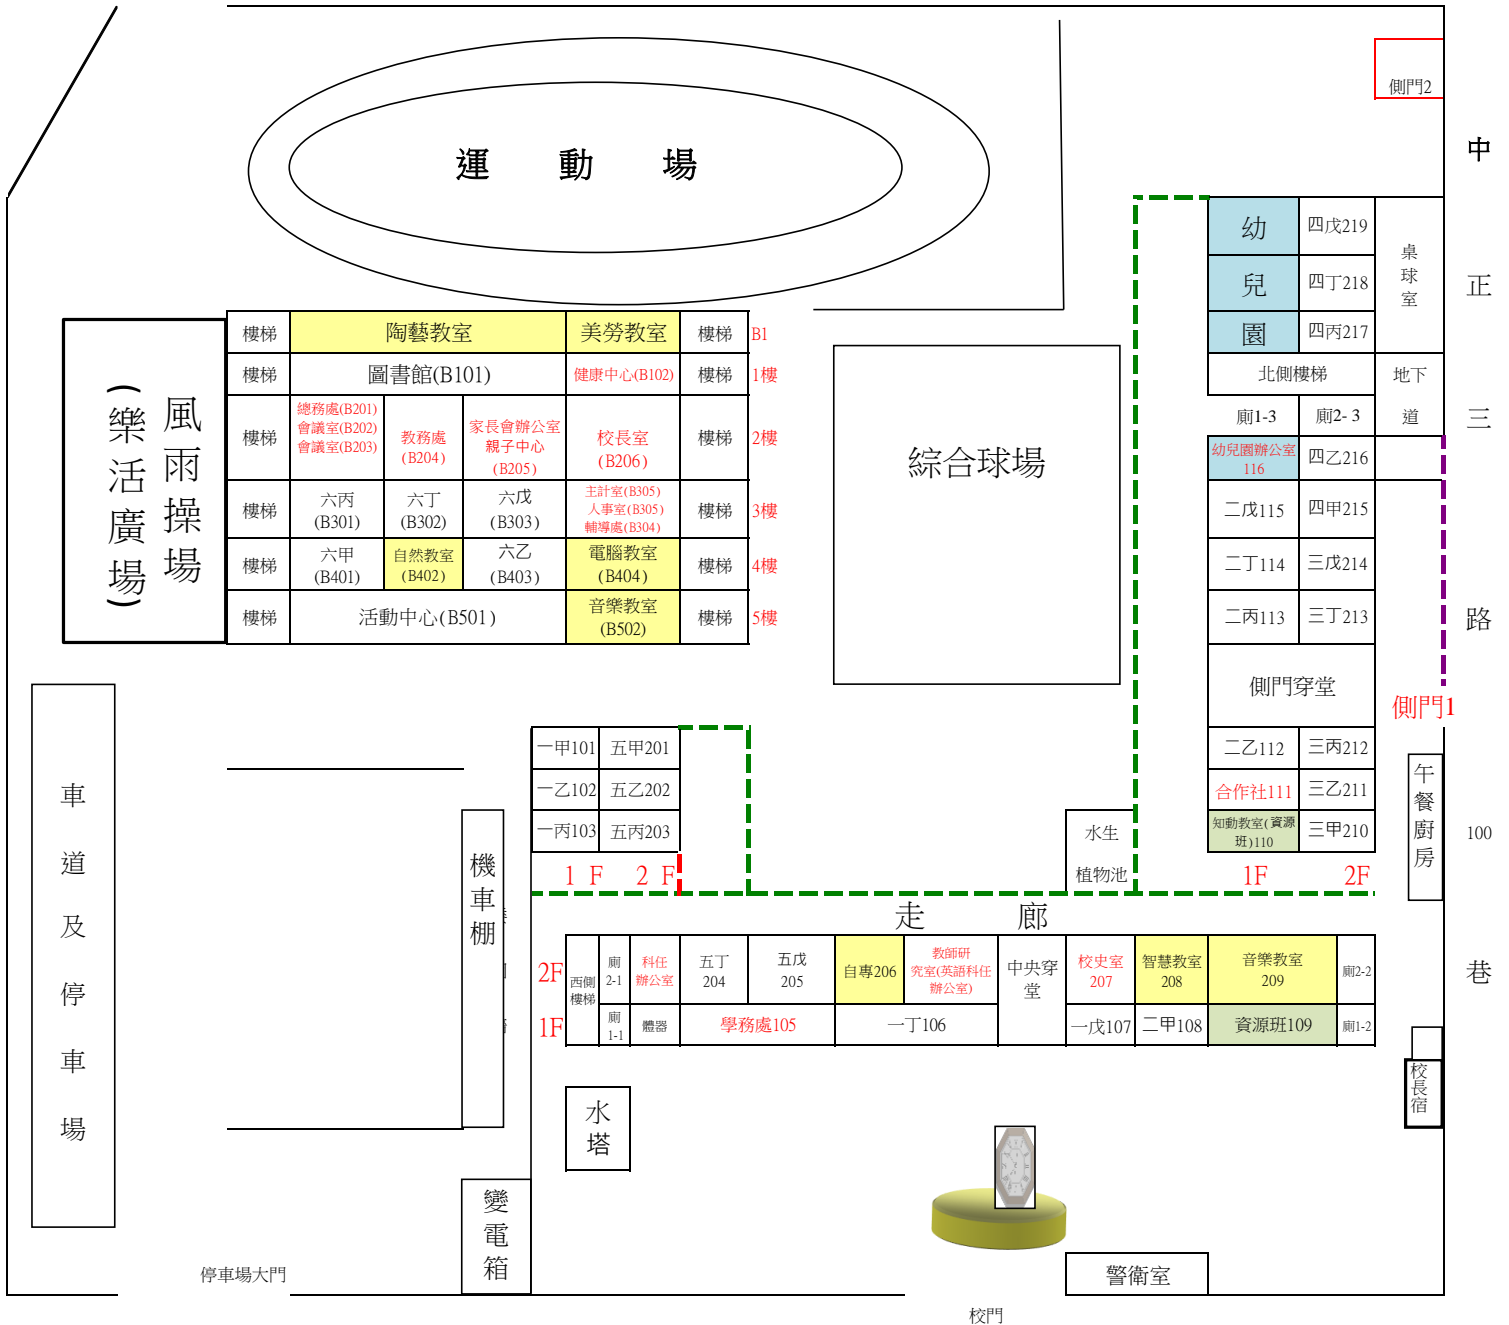 側門2
運動場
中
正
三
路
100
巷
幼
兒
園
四戊219
四丁218
四丙217
桌球室
北側樓梯
地下
道
廁1-3
廁2- 3
幼兒園辦公室
116
四乙216
二戊115
四甲215
二丁114
三戊214
二丙113
三丁213
側門穿堂
側門1
二乙112
三丙212
合作社111
三乙211
知動教室(資源
班)110
三甲210
1F
2F
午餐廚房
風雨操場
(樂活廣場)
樓梯
陶藝教室
美勞教室
樓梯
B1
樓梯
圖書館(B101)
健康中心(B102)
樓梯
1樓
樓梯
總務處(B201)
會議室(B202)
會議室(B203)
教務處
(B204)
家長會辦公室
親子中心
(B205)
校長室
(B206)
樓梯
2樓
樓梯
六丙
(B301)
六丁
(B302)
六戊
(B303)
主計室(B305)
人事室(B305)
輔導處(B304)
樓梯
3樓
樓梯
六甲
(B401)
自然教室
(B402)
六乙
(B403)
電腦教室
(B404)
樓梯
4樓
樓梯
活動中心(B501)
音樂教室
(B502)
樓梯
5樓
綜合球場
車道及停車場
機車棚
一甲101
五甲201
一乙102
五乙202
一丙103
五丙203
1 F
2 F
水生
植物池
走廊
2F
西側
樓梯
廁
2-1
科任
辦公室
五丁
204
五戊
205
自專206
教師研
究室(英語科任
辦公室)
中央穿
堂
校史室
207
智慧教室
208
音樂教室
209
廁2-2
1F
廁
1-1
體器
學務處105
一丁106
一戊107
二甲108
資源班109
廁1-2
校長宿
水塔
變電箱
停車場大門
警衛室
校門